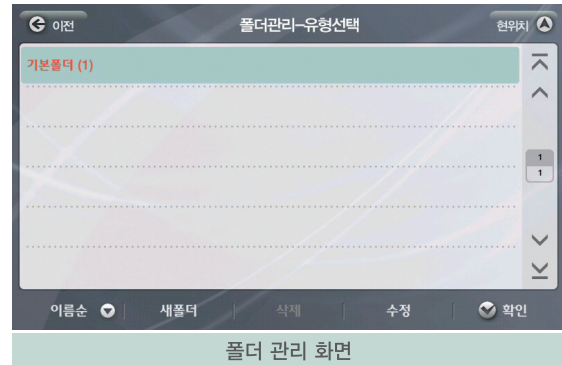 이전
폴더관리-유형선택
현위치
기본폴더 (1)
1
1
이름순
새폴더
삭제
수정
확인
폴더 관리 화면